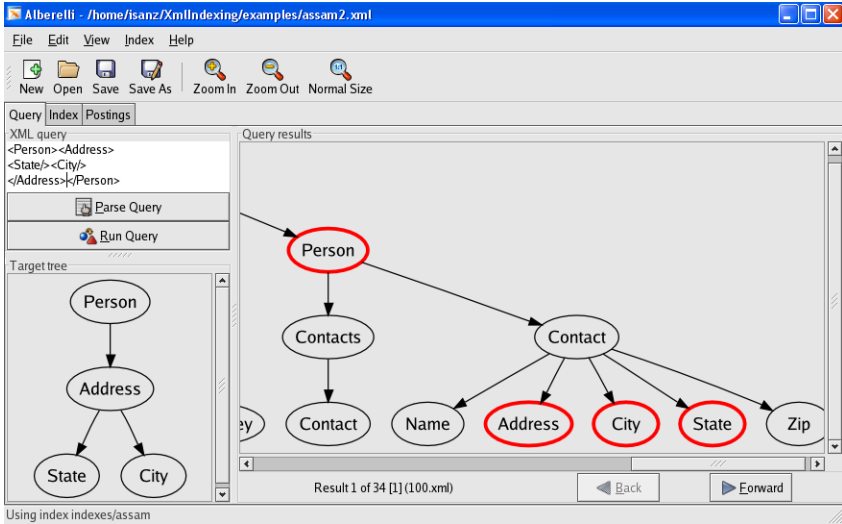 Alberelli - /home/isanz/XmlIndexing/examples/assam2.xml
File Edit View Index Help
New Open Save Save As Zoom In Zoom Out Normal Size
Query Index Postings
XML query
<Person><Address>
<State/><City/>
</Address></Person>
Parse Query
Run Query
Target tree
Person
Address
State City
Query results
Person
Contacts Contact
ey Contact Name Address City State Zip
Result 1 of 34 [1] (100.xml) Back Forward
Using index indexes/assam